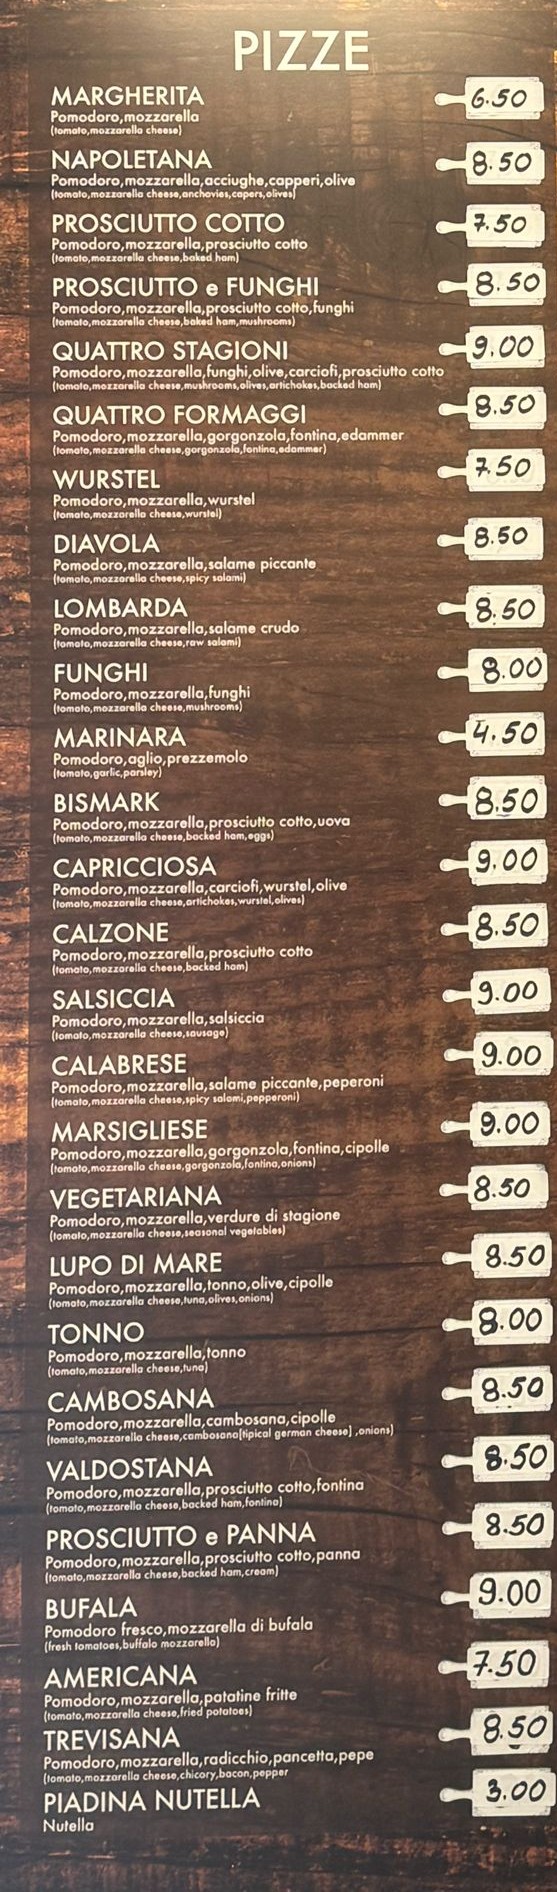 PIZZE
MARGHERITA 6.50
Pomodoro,mozzarella
(tomato,mozzarella cheese)
NAPOLETANA 8.50
Pomodoro,mozzarella,acciughe,capperi,olive
(tomato,mozzarella cheese,anchovies,capers,olives)
PROSCIUTTO COTTO 7.50
Pomodoro,mozzarella,prosciutto cotto
(tomato,mozzarella cheese,baked ham)
PROSCIUTTO e FUNGHI 8.50
Pomodoro,mozzarella,prosciutto cotto,funghi
(tomato,mozzarella cheese,baked ham,mushrooms)
QUATTRO STAGIONI 9.00
Pomodoro,mozzarella,funghi,olive,carciofi,prosciutto cotto
(tomato,mozzarella cheese,mushrooms,olives,artichokes,backed ham)
QUATTRO FORMAGGI 8.50
Pomodoro,mozzarella,gorgonzola,fontina,edammer
(tomato,mozzarella cheese,gorgonzola,fontina,edammer)
WURSTEL 7.50
Pomodoro,mozzarella,wurstel
(tomato,mozzarella cheese,wurstel)
DIAVOLA 8.50
Pomodoro,mozzarella,salame piccante
(tomato,mozzarella cheese,spicy salami)
LOMBARDA 8.50
Pomodoro,mozzarella,salame crudo
(tomato,mozzarella cheese,raw salami)
FUNGHI 8.00
Pomodoro,mozzarella,funghi
(tomato,mozzarella cheese,mushrooms)
MARINARA 4.50
Pomodoro,aglio,prezzemolo
(tomato,garlic,parsley)
BISMARK 8.50
Pomodoro,mozzarella,prosciutto cotto,uova
(tomato,mozzarella cheese,backed ham,eggs)
CAPRICCIOSA 9.00
Pomodoro,mozzarella,carciofi,wurstel,olive
(tomato,mozzarella cheese,artichokes,wurstel,olives)
CALZONE 8.50
Pomodoro,mozzarella,prosciutto cotto
(tomato,mozzarella cheese,backed ham)
SALSICCIA 9.00
Pomodoro,mozzarella,salsiccia
(tomato,mozzarella cheese,sausage)
CALABRESE 9.00
Pomodoro,mozzarella,salame piccante,peperoni
(tomato,mozzarella cheese,spicy salami,pepperoni)
MARSIGLIESE 9.00
Pomodoro,mozzarella,gorgonzola,fontina,cipolle
(tomato,mozzarella cheese,gorgonzola,fontina,onions)
VEGETARIANA 8.50
Pomodoro,mozzarella,verdure di stagione
(tomato,mozzarella cheese,seasonal vegetables)
LUPO DI MARE 8.50
Pomodoro,mozzarella,tonno,olive,cipolle
(tomato,mozzarella cheese,tuna,olives,onions)
TONNO 8.00
Pomodoro,mozzarella,tonno
(tomato,mozzarella cheese,tuna)
CAMBOSANA 8.50
Pomodoro,mozzarella,cambosana,cipolle
(tomato,mozzarella cheese,cambosana[tipical german cheese] ,onions)
VALDOSTANA 8.50
Pomodoro,mozzarella,prosciutto cotto,fontina
(tomato,mozzarella cheese,backed ham,fontina)
PROSCIUTTO e PANNA 8.50
Pomodoro,mozzarella,prosciutto cotto,panna
(tomato,mozzarella cheese,backed ham,cream)
BUFALA 9.00
Pomodoro fresco,mozzarella di bufala
(fresh tomatoes,buffalo mozzarella)
AMERICANA 7.50
Pomodoro,mozzarella,patatine fritte
(tomato,mozzarella cheese,fried potatoes)
TREVISANA 8.50
Pomodoro,mozzarella,radicchio,pancetta,pepe
(tomato,mozzarella cheese,chicory,bacon,pepper
PIADINA NUTELLA 3.00
Nutella